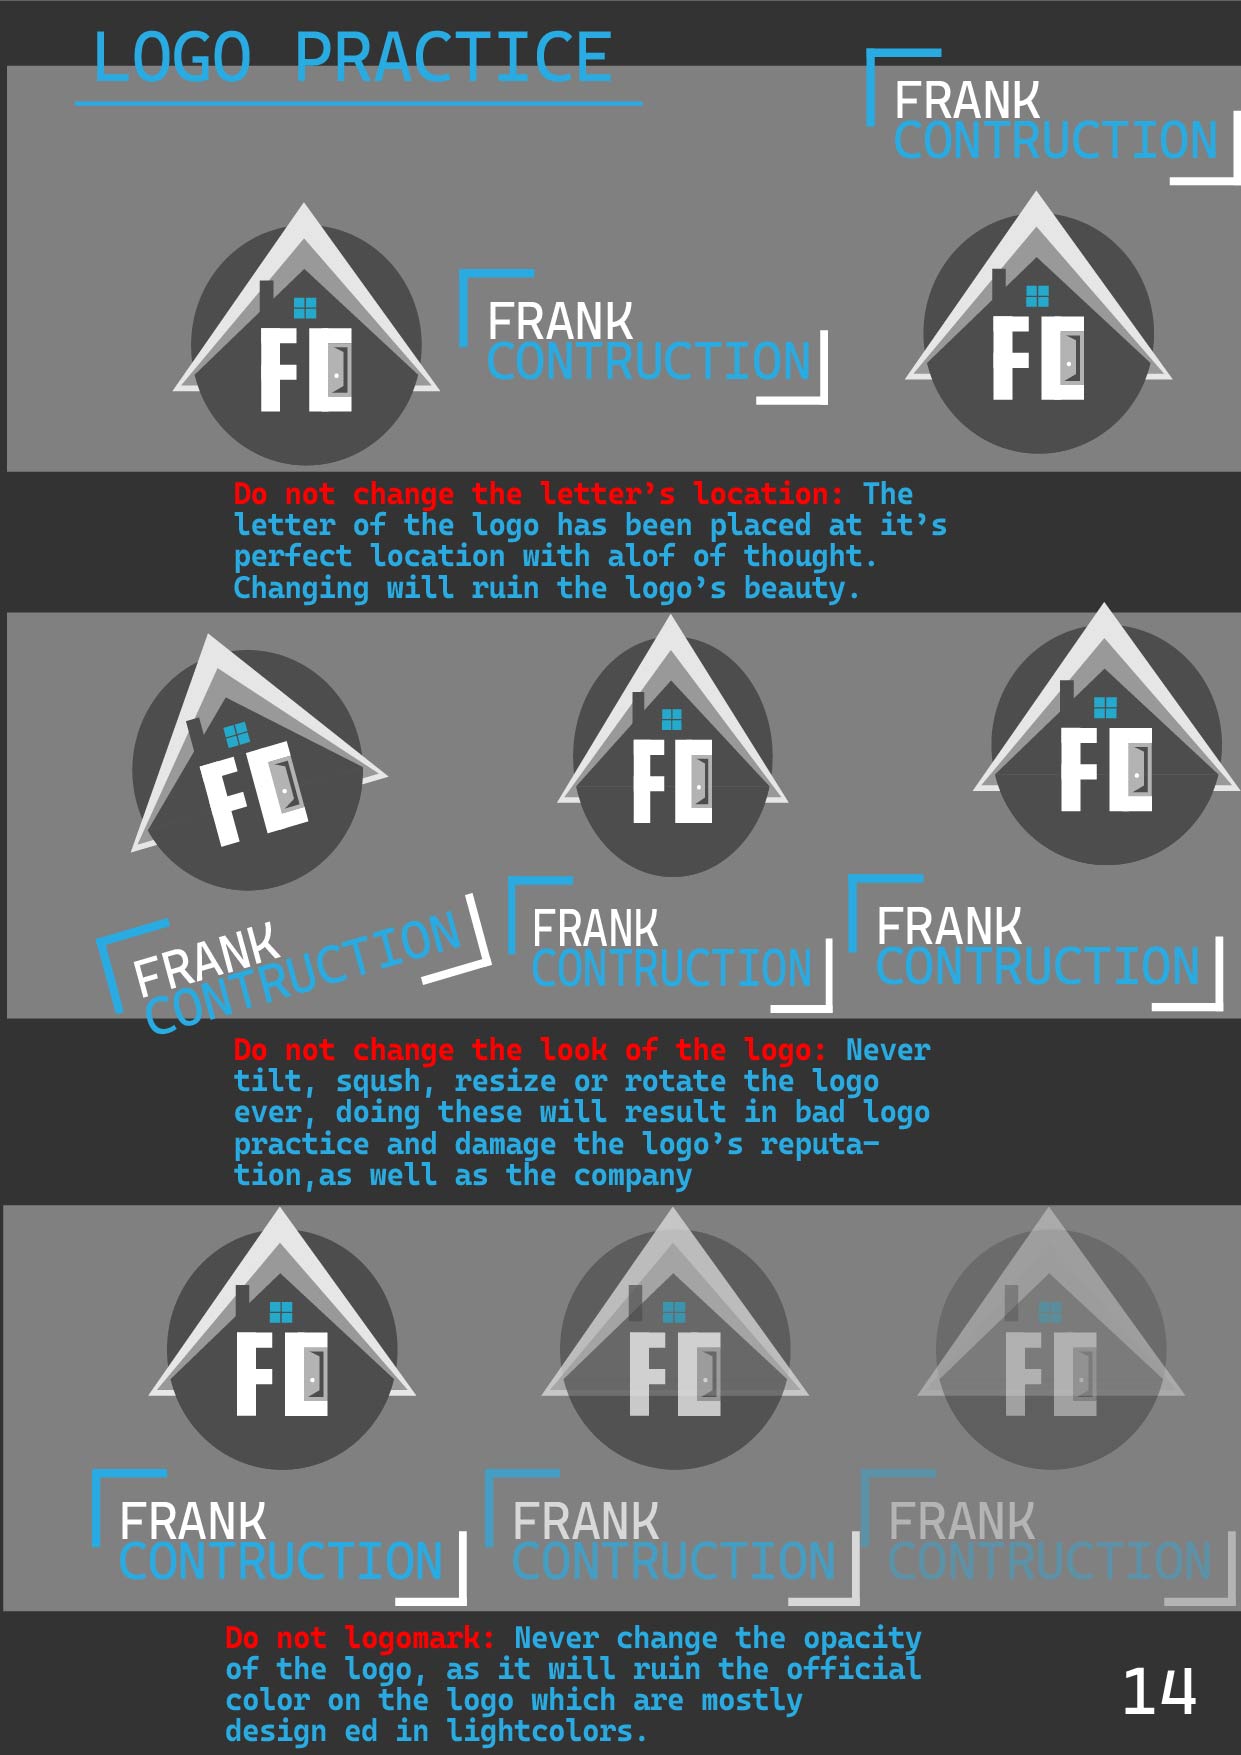 LOGO PRACTICE
FRANK
CONTRUCTION
FC
FRANK
CONTRUCTION
FC
Do not change the letter’s location: The
letter of the logo has been placed at it’s
perfect location with alof of thought.
Changing will ruin the logo’s beauty.
FC
FC
FC
FRANK
CONTRUCTION
FRANK
CONTRUCTION
FRANK
CONTRUCTION
Do not change the look of the logo: Never
tilt, sqush, resize or rotate the logo
ever, doing these will result in bad logo
practice and damage the logo’s reputa-
tion,as well as the company
FC
FC
FC
FRANK
CONTRUCTION
FRANK
CONTRUCTION
FRANK
CONTRUCTION
Do not logomark: Never change the opacity
of the logo, as it will ruin the official
color on the logo which are mostly
design ed in lightcolors.
14